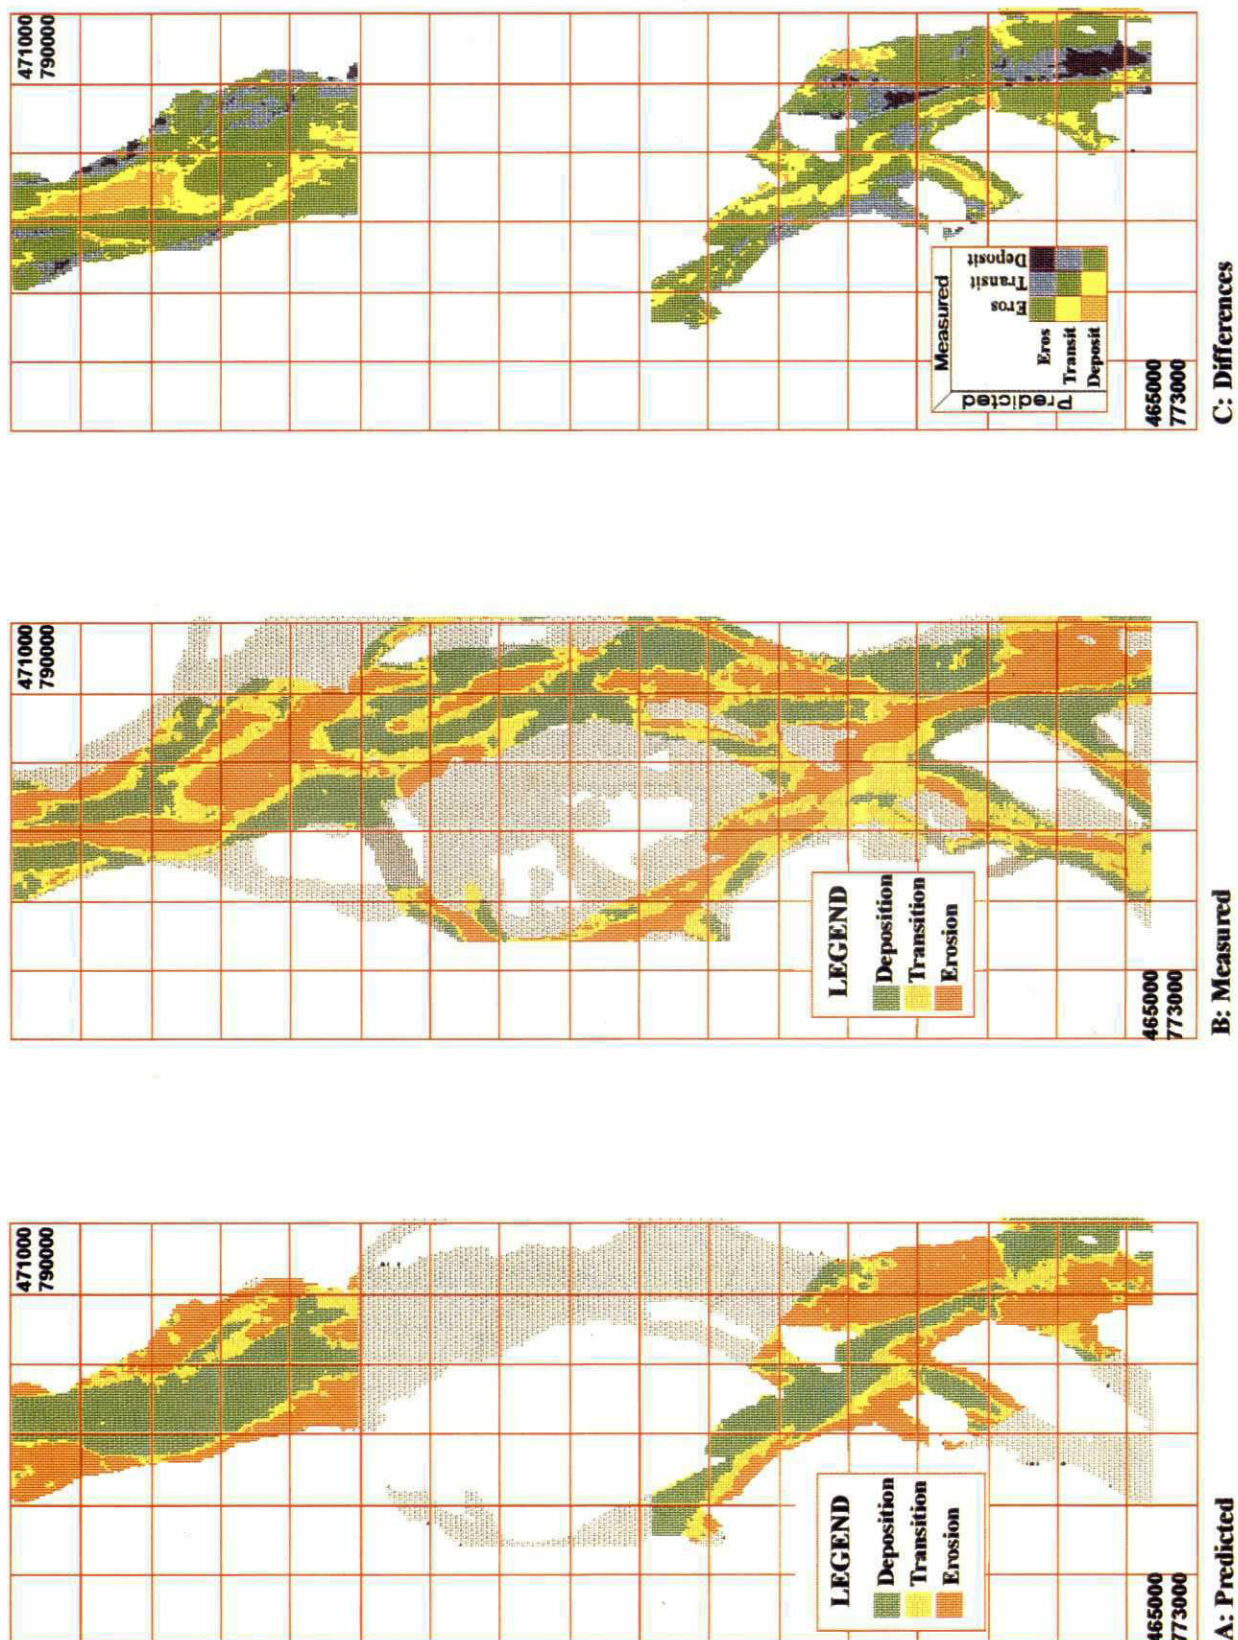 471000
790000
Measured
Predicted
Eros
Transit
Deposit
Eros
Transit
Deposit
465000
773000
C: Differences
471000
790000
LEGEND
Deposition
Transition
Erosion
465000
773000
B: Measured
471000
790000
LEGEND
Deposition
Transition
Erosion
465000
773000
A: Predicted